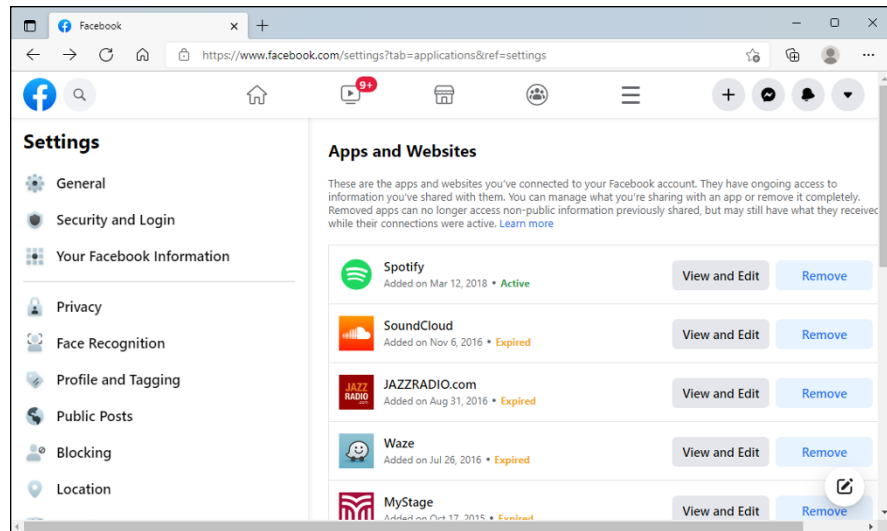 Facebook
https://www.facebook.com/settings?tab=applications&ref=settings
9+
Settings
General
Security and Login
Your Facebook Information
Privacy
Face Recognition
Profile and Tagging
Public Posts
Blocking
Location
Apps and Websites
These are the apps and websites you've connected to your Facebook account. They have ongoing access to
information you've shared with them. You can manage what you're sharing with an app or remove it completely.
Removed apps can no longer access non-public information previously shared, but may still have what they received
while their connections were active. Learn more
Spotify
Added on Mar 12, 2018 • Active
View and Edit
Remove
SoundCloud
Added on Nov 6, 2016 • Expired
View and Edit
Remove
JAZZ
RADIO
.com
JAZZRADIO.com
Added on Aug 31, 2016 • Expired
View and Edit
Remove
Waze
Added on Jul 26, 2016 • Expired
View and Edit
Remove
MyStage
Added on Oct 17, 2015 • Expired
View and Edit
Remove